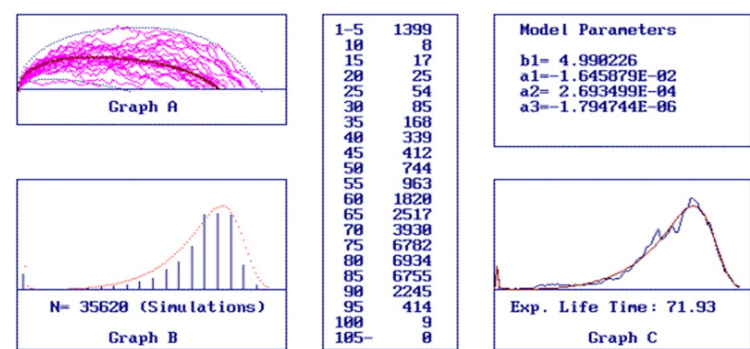 Graph A
1-5 1399
10 8
15 17
20 25
25 54
30 85
35 168
40 339
45 412
50 744
55 963
60 1820
65 2517
70 3930
75 6782
80 6934
85 6755
90 2245
95 414
100 9
105- 0
Model Parameters
b1= 4.990226
a1=-1.645879E-02
a2= 2.693499E-04
a3=-1.794744E-06
N= 35620 (Simulations)
Graph B
Exp. Life Time: 71.93
Graph C